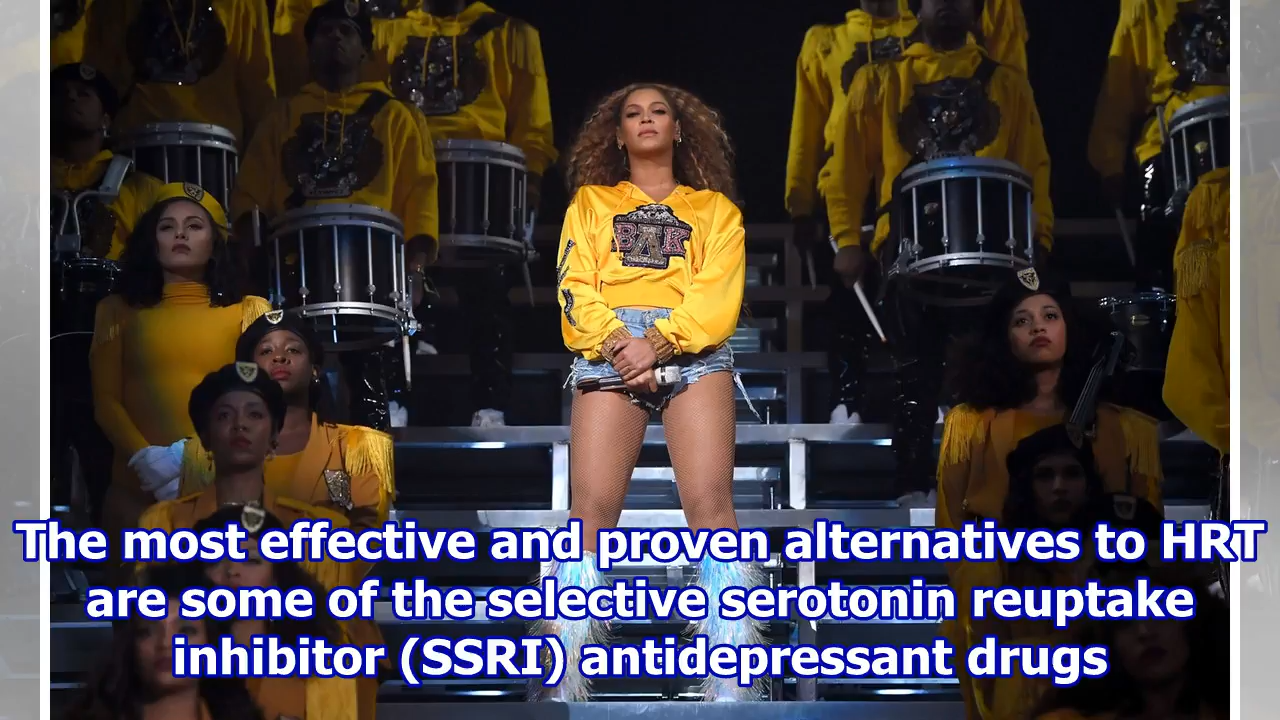 BAK
The most effective and proven alternatives to HRT
are some of the selective serotonin reuptake
inhibitor (SSRI) antidepressant drugs